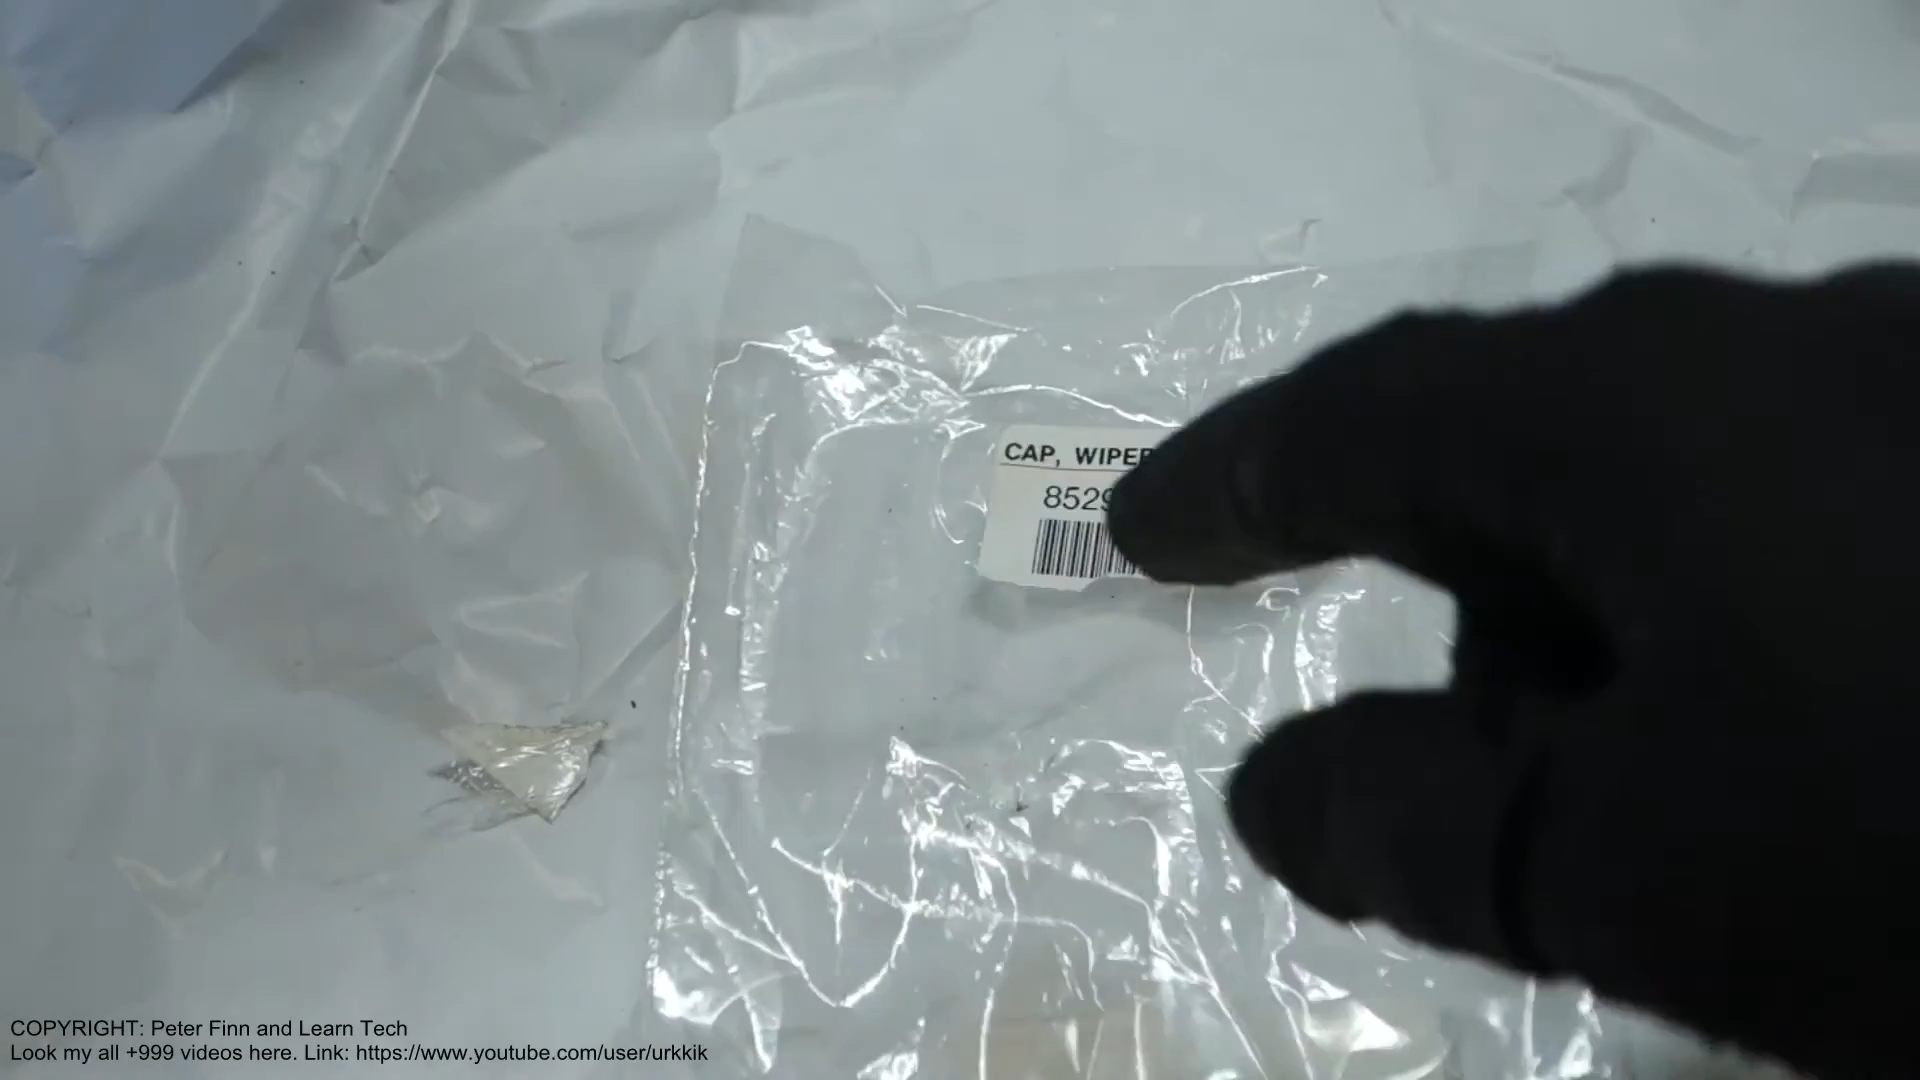 CAP, WIPER
8529
COPYRIGHT: Peter Finn and Learn Tech
Look my all +999 videos here. Link: https://www.youtube.com/user/urkkik